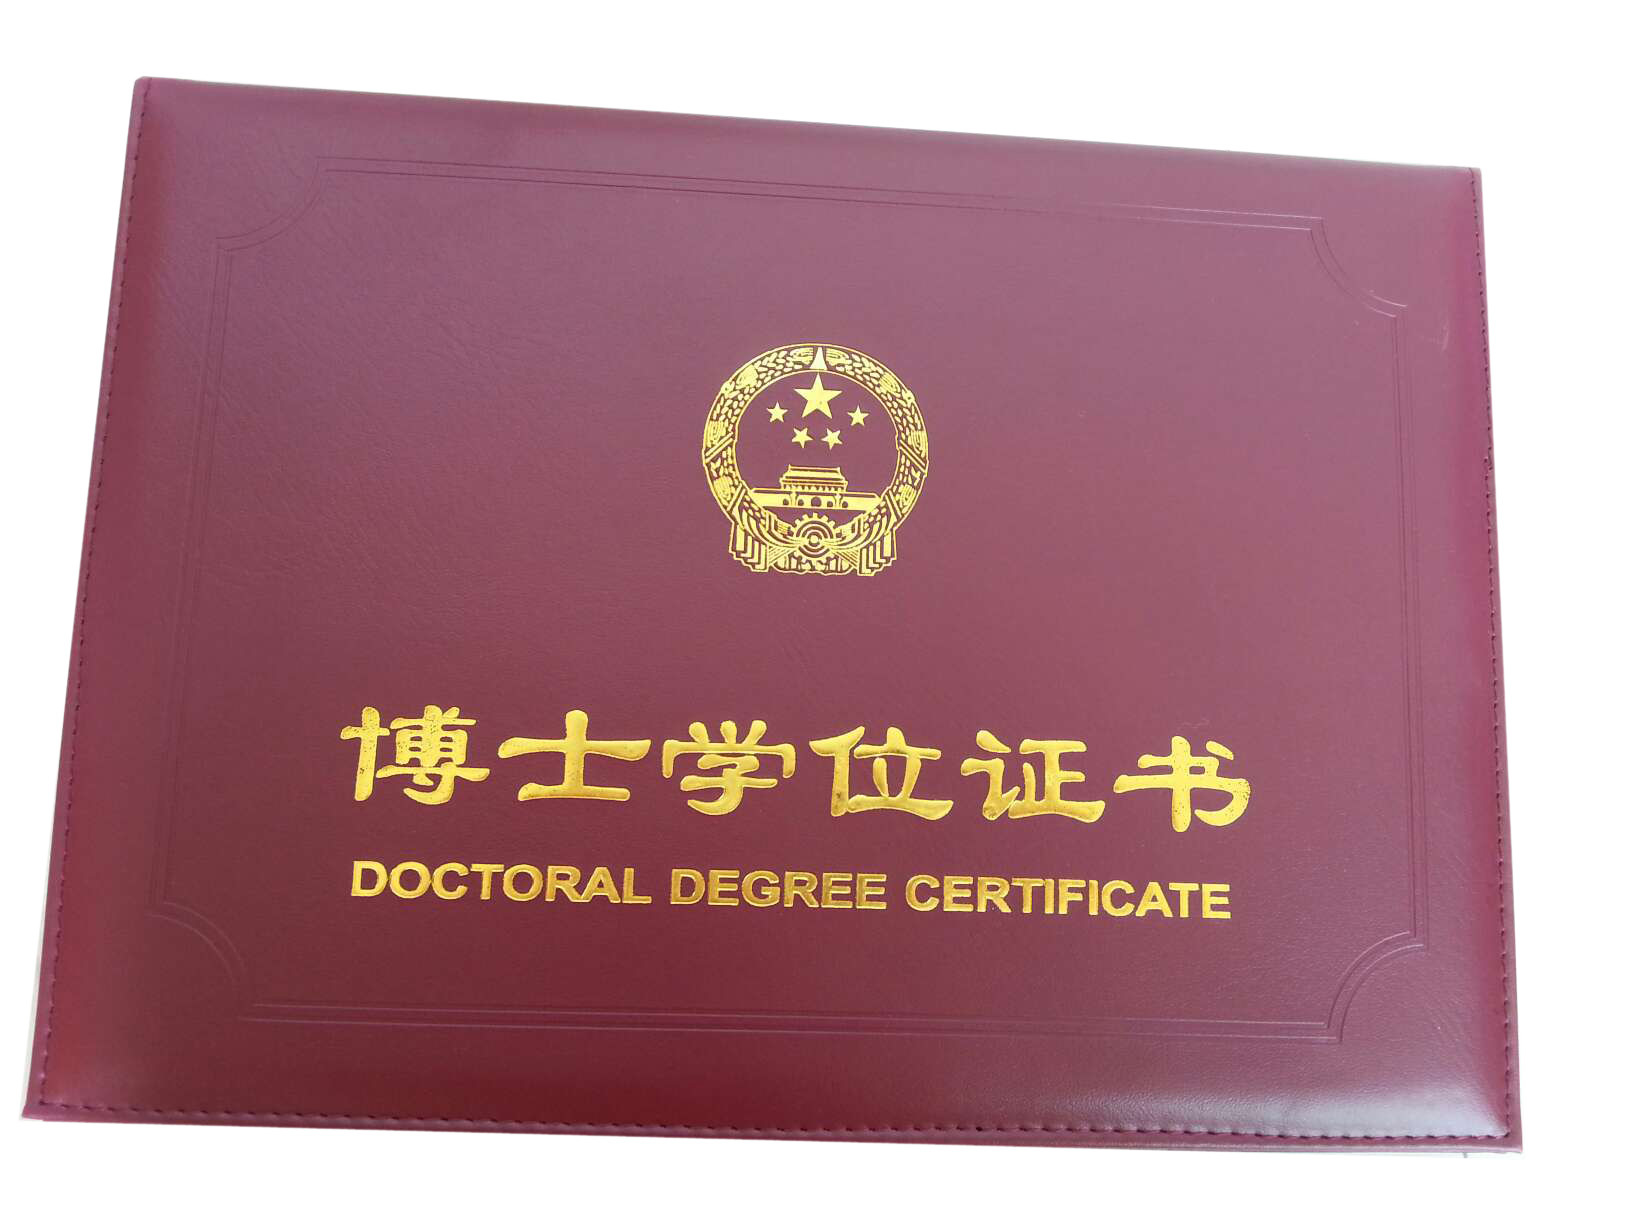 博士学位证书
DOCTORAL DEGREE CERTIFICATE